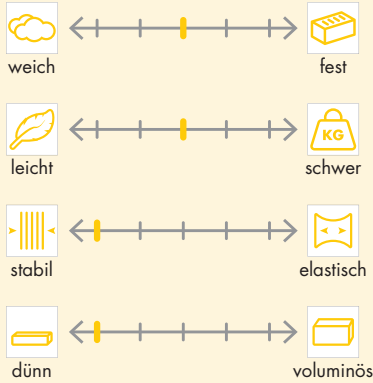 weich fest
KG
leicht schwer
stabil elastisch
dünn voluminös